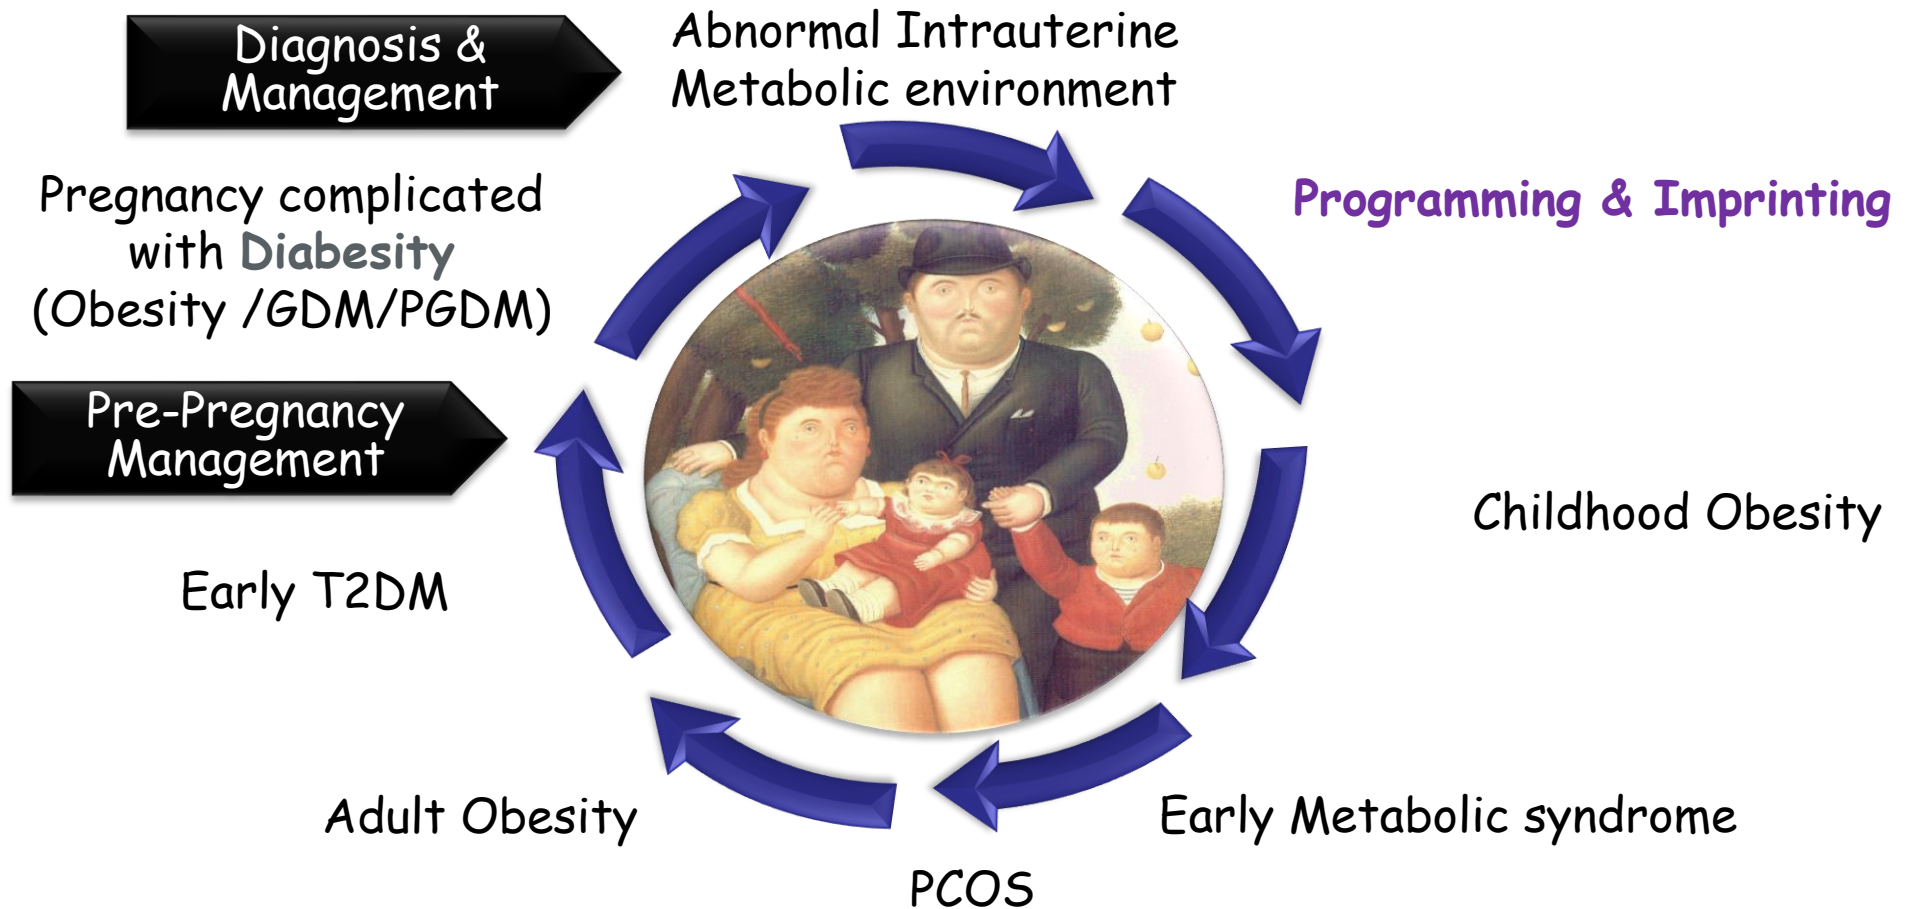 Diagnosis &
Management
Abnormal Intrauterine
Metabolic environment
Pregnancy complicated
with Diabesity
(Obesity /GDM/PGDM)
Programming & Imprinting
Pre-Pregnancy
Management
Childhood Obesity
Early T2DM
Adult Obesity
Early Metabolic syndrome
PCOS